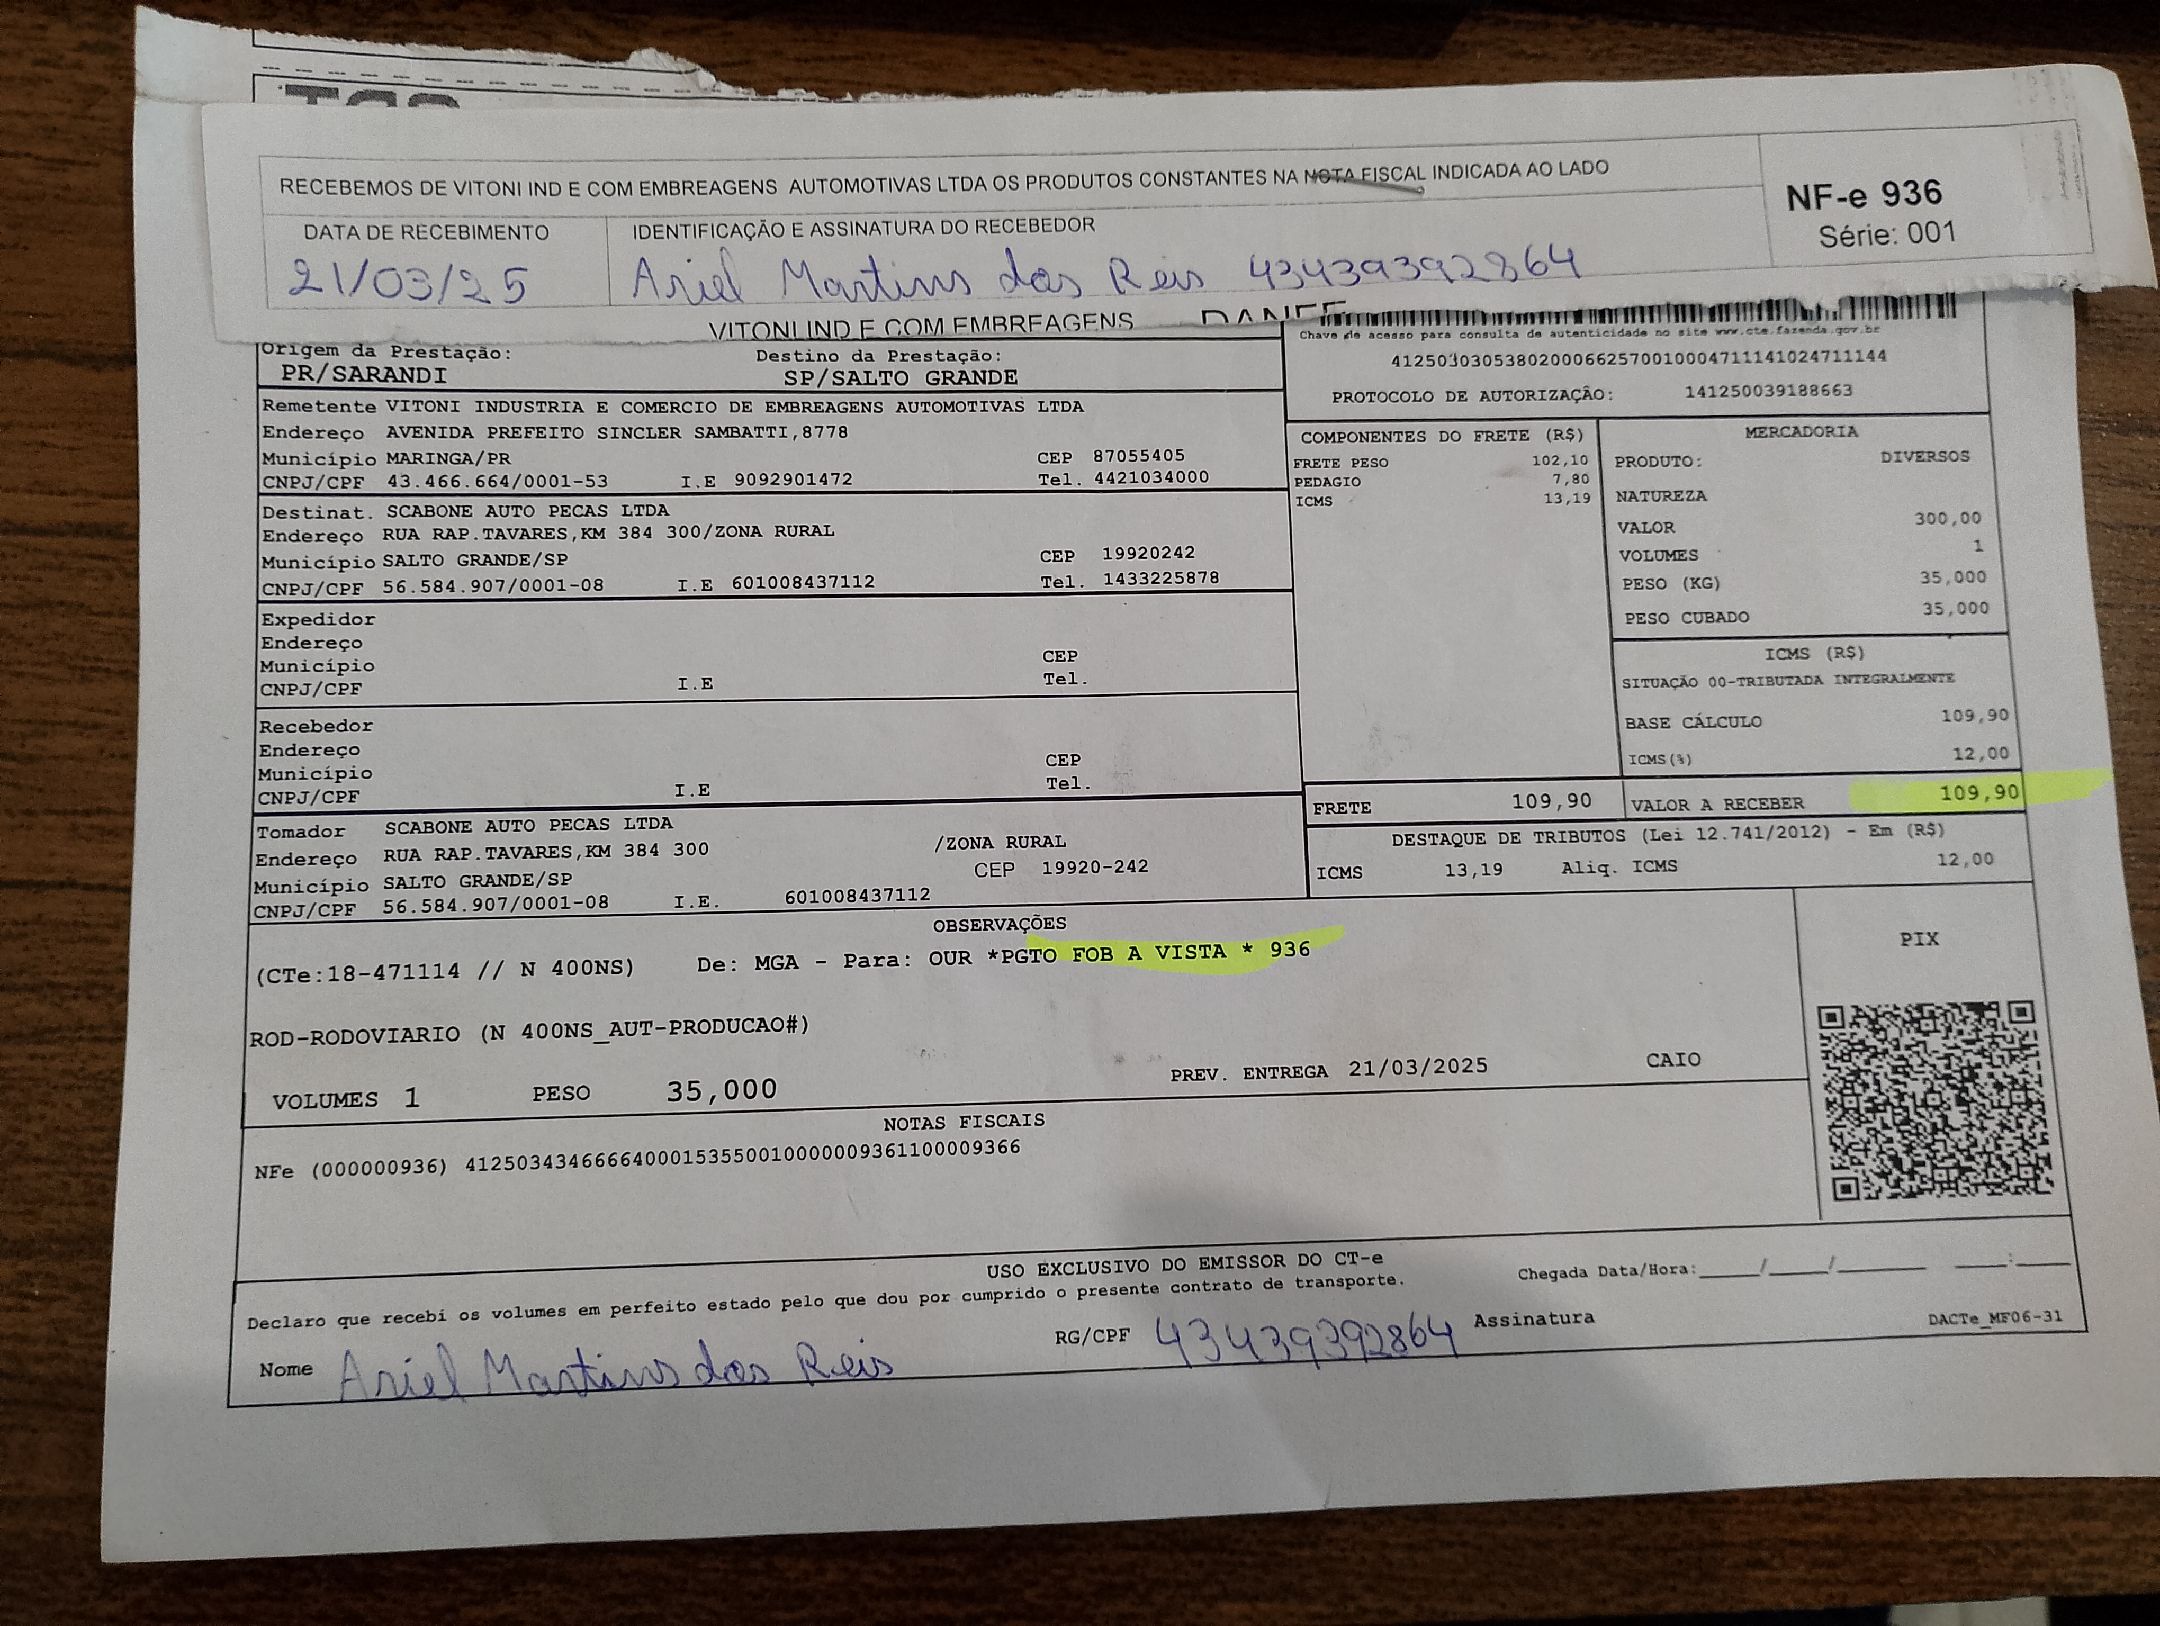 RECEBEMOS DE VITONI IND E COM EMBREAGENS AUTOMOTIVAS LTDA OS PRODUTOS CONSTANTES NA NOTA FISCAL INDICADA AO LADO
NF-e 936
Série: 001
DATA DE RECEBIMENTO IDENTIFICAÇÃO E ASSINATURA DO RECEBEDOR
21/03/25 Ariel Martins dos Reis 43439392864
VITONI IND E COM EMBREAGENS DANFE
Chave de acesso para consulta de autenticidade no site www.cte.fazenda.gov.br
41250303053802000662570010004711141024711144
PROTOCOLO DE AUTORIZAÇÃO: 141250039188663
Origem da Prestação: Destino da Prestação:
PR/SARANDI SP/SALTO GRANDE
Remetente VITONI INDUSTRIA E COMERCIO DE EMBREAGENS AUTOMOTIVAS LTDA
Endereço AVENIDA PREFEITO SINCLER SAMBATTI,8778
Município MARINGA/PR CEP 87055405
CNPJ/CPF 43.466.664/0001-53 I.E 9092901472 Tel. 4421034000
Destinat. SCABONE AUTO PECAS LTDA
Endereço RUA RAP.TAVARES,KM 384 300/ZONA RURAL
Município SALTO GRANDE/SP CEP 19920242
CNPJ/CPF 56.584.907/0001-08 I.E 601008437112 Tel. 1433225878
Expedidor
Endereço
Município CEP
CNPJ/CPF I.E Tel.
Recebedor
Endereço
Município CEP
CNPJ/CPF I.E Tel.
Tomador SCABONE AUTO PECAS LTDA
Endereço RUA RAP.TAVARES,KM 384 300 /ZONA RURAL
Município SALTO GRANDE/SP CEP 19920-242
CNPJ/CPF 56.584.907/0001-08 I.E. 601008437112
COMPONENTES DO FRETE (R$)
FRETE PESO 102,10
PEDAGIO 7,80
ICMS 13,19
MERCADORIA
PRODUTO: DIVERSOS
NATUREZA
VALOR 300,00
VOLUMES 1
PESO (KG) 35,000
PESO CUBADO 35,000
ICMS (R$)
SITUAÇÃO 00-TRIBUTADA INTEGRALMENTE
BASE CÁLCULO 109,90
ICMS(%) 12,00
FRETE 109,90 VALOR A RECEBER 109,90
DESTAQUE DE TRIBUTOS (Lei 12.741/2012) - Em (R$)
ICMS 13,19 Aliq. ICMS 12,00
OBSERVAÇÕES
(CTe:18-471114 // N 400NS) De: MGA - Para: OUR *PGTO FOB A VISTA * 936
PIX
ROD-RODOVIARIO (N 400NS_AUT-PRODUCAO#)
VOLUMES 1 PESO 35,000 PREV. ENTREGA 21/03/2025 CAIO
NOTAS FISCAIS
NFe (000000936) 41250343466664000153550010000009361100009366
USO EXCLUSIVO DO EMISSOR DO CT-e
Declaro que recebi os volumes em perfeito estado pelo que dou por cumprido o presente contrato de transporte.
Chegada Data/Hora:____/____/______ ____:____
Nome Ariel Martins dos Reis RG/CPF 43439392864 Assinatura
DACTe_MF06-31